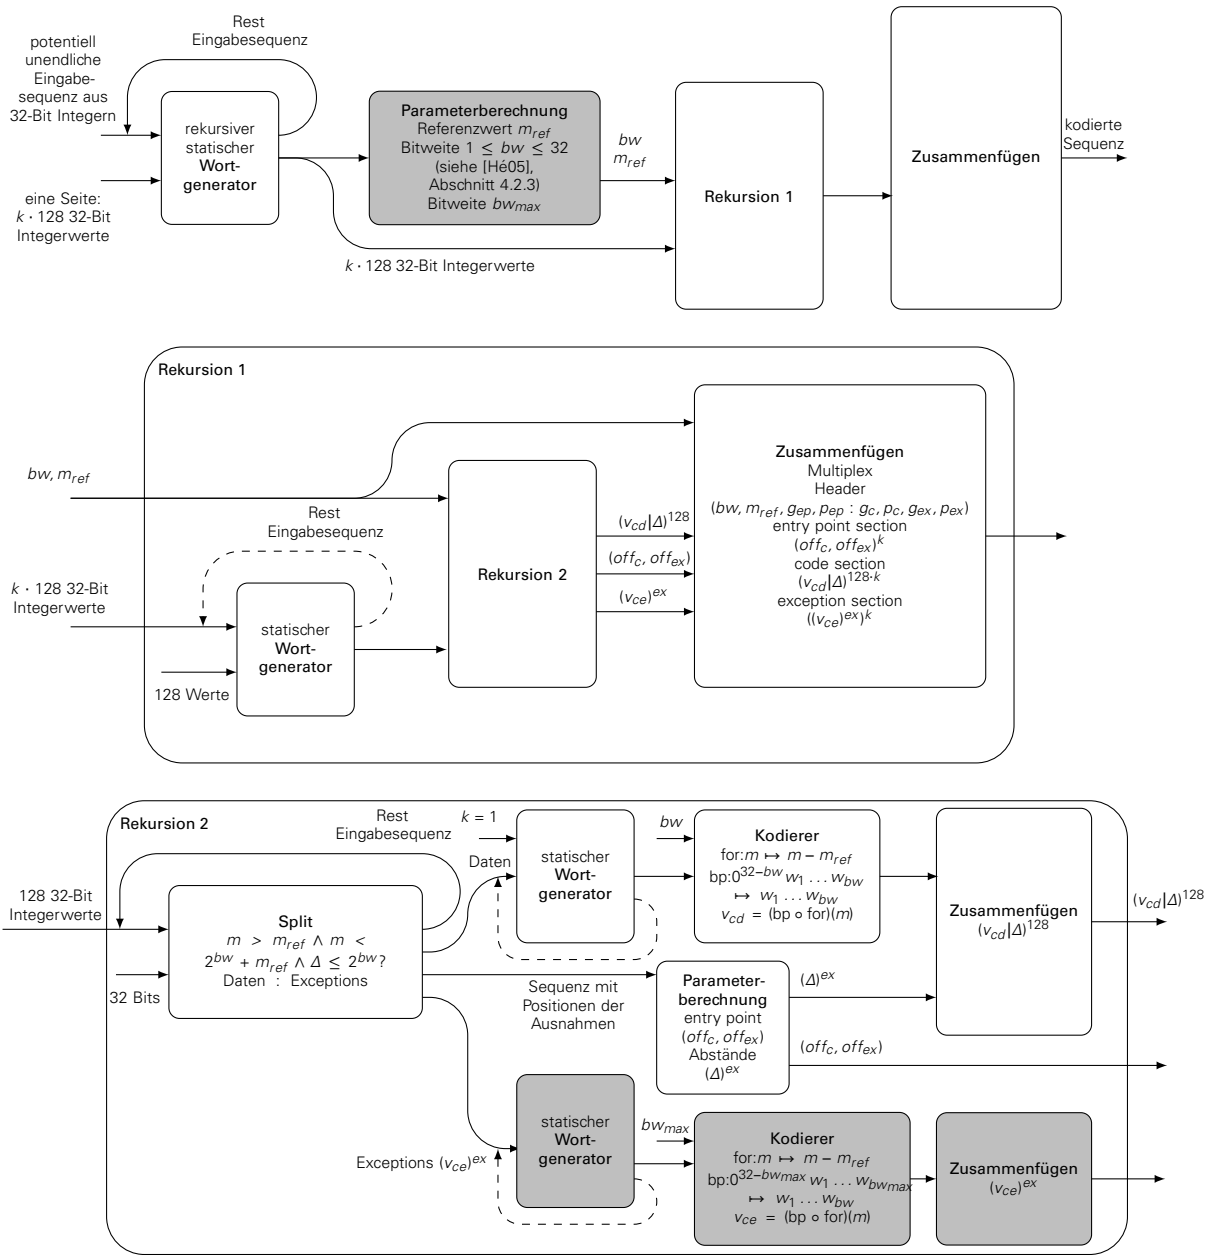 Rest
Eingabesequenz
potentiell
unendliche
Eingabe-
sequenz aus
32-Bit Integern
rekursiver
statischer
Wort-
generator
eine Seite:
k · 128 32-Bit
Integerwerte
Parameterberechnung
Referenzwert m_ref
Bitweite 1 ≤ bw ≤ 32
(siehe [Hé05],
Abschnitt 4.2.3)
Bitweite bw_max
bw
m_ref
k · 128 32-Bit Integerwerte
Rekursion 1
Zusammenfügen
kodierte
Sequenz
Rekursion 1
bw, m_ref
Rest
Eingabesequenz
k · 128 32-Bit
Integerwerte
statischer
Wort-
generator
128 Werte
Rekursion 2
(v_cd|Δ)^128
(off_c, off_ex)
(v_ce)^ex
Zusammenfügen
Multiplex
Header
(bw, m_ref, g_ep, p_ep : g_c, p_c, g_ex, p_ex)
entry point section
(off_c, off_ex)^k
code section
(v_cd|Δ)^128·k
exception section
((v_ce)^ex)^k
Rekursion 2
Rest
Eingabesequenz
128 32-Bit
Integerwerte
32 Bits
Split
m > m_ref ∧ m <
2^bw + m_ref ∧ Δ ≤ 2^bw?
Daten : Exceptions
k = 1
Daten
statischer
Wort-
generator
bw
Kodierer
for:m ↦ m − m_ref
bp:0^32−bw w_1 … w_bw
↦ w_1 … w_bw
v_cd = (bp ∘ for)(m)
Zusammenfügen
(v_cd|Δ)^128
(v_cd|Δ)^128
Sequenz mit
Positionen der
Ausnahmen
Parameter-
berechnung
entry point
(off_c, off_ex)
Abstände
(Δ)^ex
(Δ)^ex
(off_c, off_ex)
Exceptions (v_ce)^ex
statischer
Wort-
generator
bw_max
Kodierer
for:m ↦ m − m_ref
bp:0^32−bw_max w_1 … w_bw_max
↦ w_1 … w_bw
v_ce = (bp ∘ for)(m)
Zusammenfügen
(v_ce)^ex